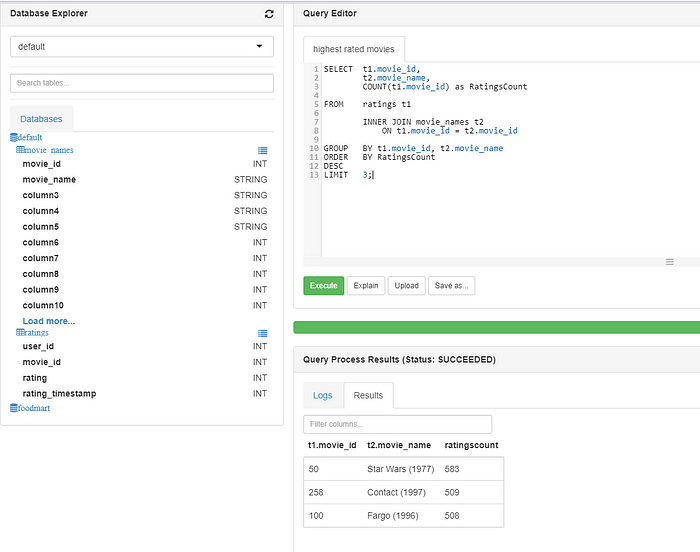 Database Explorer
default
Search tables...
Databases
default
movie_names
movie_id INT
movie_name STRING
column3 STRING
column4 STRING
column5 STRING
column6 INT
column7 INT
column8 INT
column9 INT
column10 INT
Load more...
ratings
user_id INT
movie_id INT
rating INT
rating_timestamp INT
foodmart
Query Editor
highest rated movies
1 SELECT t1.movie_id,
2 t2.movie_name,
3 COUNT(t1.movie_id) as RatingsCount
4
5 FROM ratings t1
6
7 INNER JOIN movie_names t2
8 ON t1.movie_id = t2.movie_id
9
10 GROUP BY t1.movie_id, t2.movie_name
11 ORDER BY RatingsCount
12 DESC
13 LIMIT 3;
Execute Explain Upload Save as...
Query Process Results (Status: SUCCEEDED)
Logs Results
Filter columns...
t1.movie_id t2.movie_name ratingscount
50 Star Wars (1977) 583
258 Contact (1997) 509
100 Fargo (1996) 508